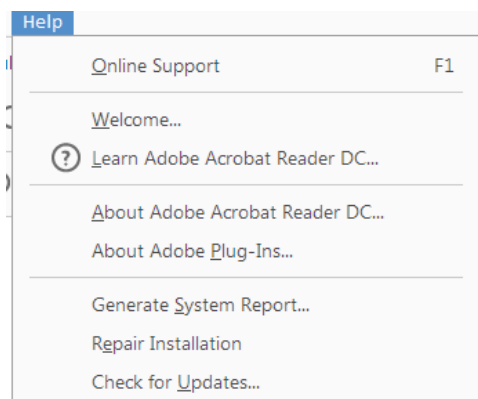 Help
Online Support F1
Welcome...
Learn Adobe Acrobat Reader DC...
About Adobe Acrobat Reader DC...
About Adobe Plug-Ins...
Generate System Report...
Repair Installation
Check for Updates...